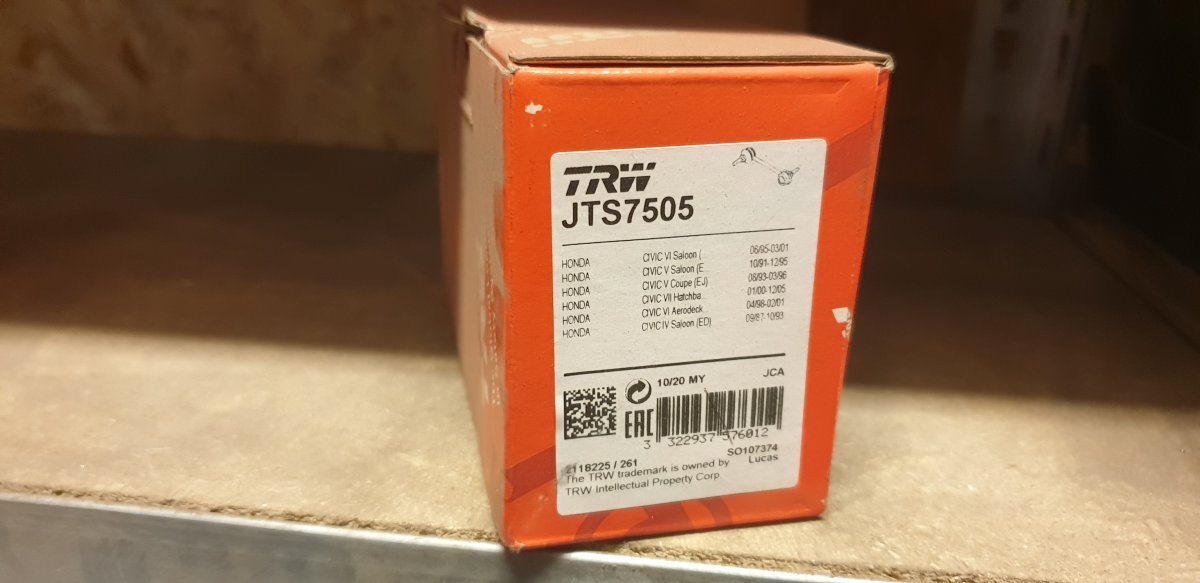 TRW
JTS7505
HONDA CIVIC VI Saloon ( 06/95-03/01
HONDA CIVIC V Saloon (E... 10/91-12/95
HONDA CIVIC V Coupe (EJ) 08/93-03/96
HONDA CIVIC VII Hatchba... 01/00-12/05
HONDA CIVIC VI Aerodeck... 04/98-02/01
HONDA CIVIC IV Saloon (ED) 09/87-10/93
10/20 MY JCA
EAC
3 322937 576012
2118225 / 261 SO107374
The TRW trademark is owned by Lucas
TRW Intellectual Property Corp.